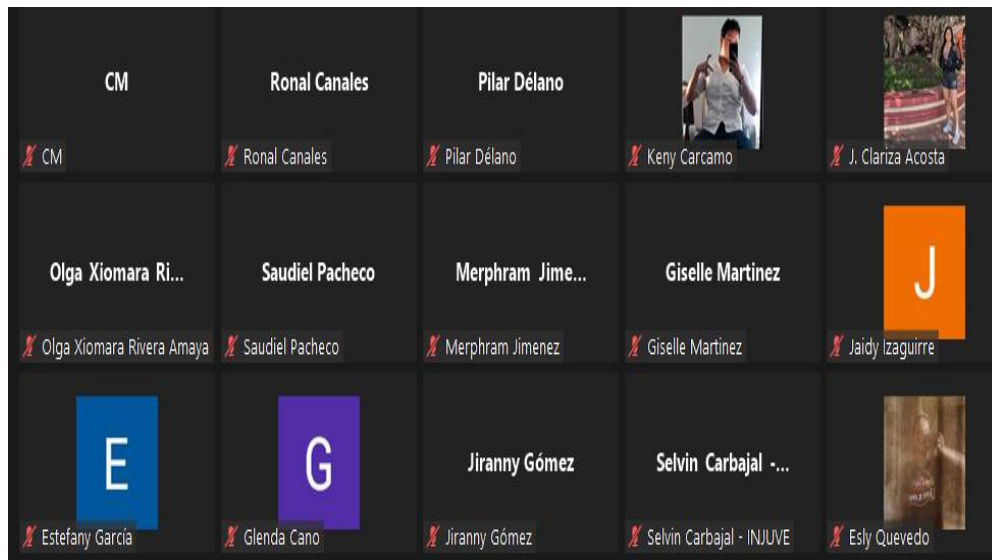 CM
Ronal Canales
Pilar Délano
CM
Ronal Canales
Pilar Délano
Keny Carcamo
J. Clariza Acosta
Olga Xiomara Ri...
Saudiel Pacheco
Merphram Jime...
Giselle Martinez
J
Olga Xiomara Rivera Amaya
Saudiel Pacheco
Merphram Jimenez
Giselle Martinez
Jaidy Izaguirre
E
G
Jiranny Gómez
Selvin Carbajal -...
Estefany García
Glenda Cano
Jiranny Gómez
Selvin Carbajal - INJUVE
Esly Quevedo